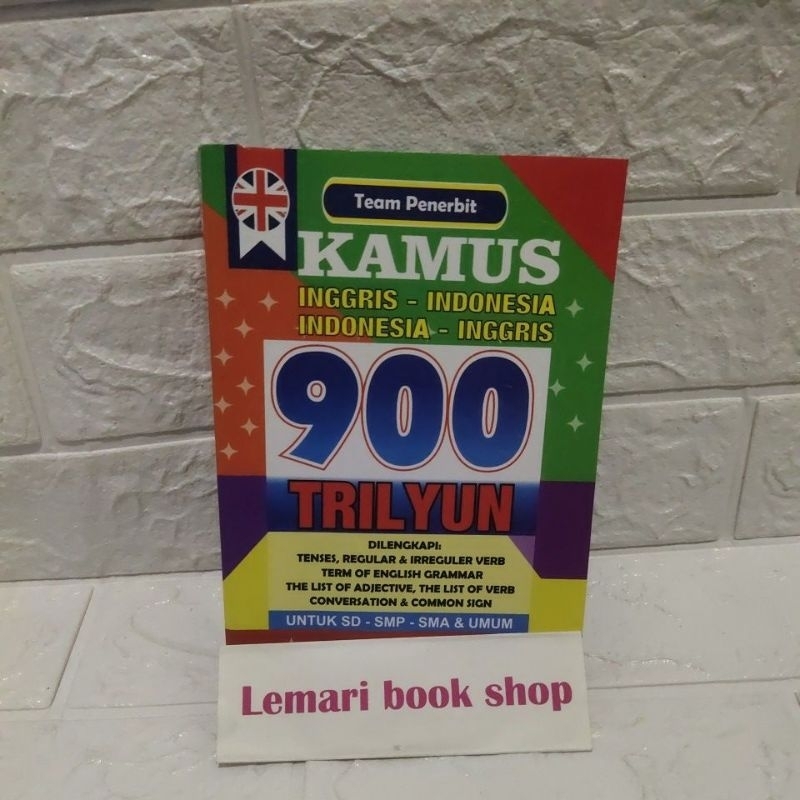 Team Penerbit
KAMUS
INGGRIS - INDONESIA
INDONESIA - INGGRIS
900
TRILYUN
DILENGKAPI:
TENSES, REGULAR & IRREGULER VERB
TERM OF ENGLISH GRAMMAR
THE LIST OF ADJECTIVE, THE LIST OF VERB
CONVERSATION & COMMON SIGN
UNTUK SD - SMP - SMA & UMUM
Lemari book shop